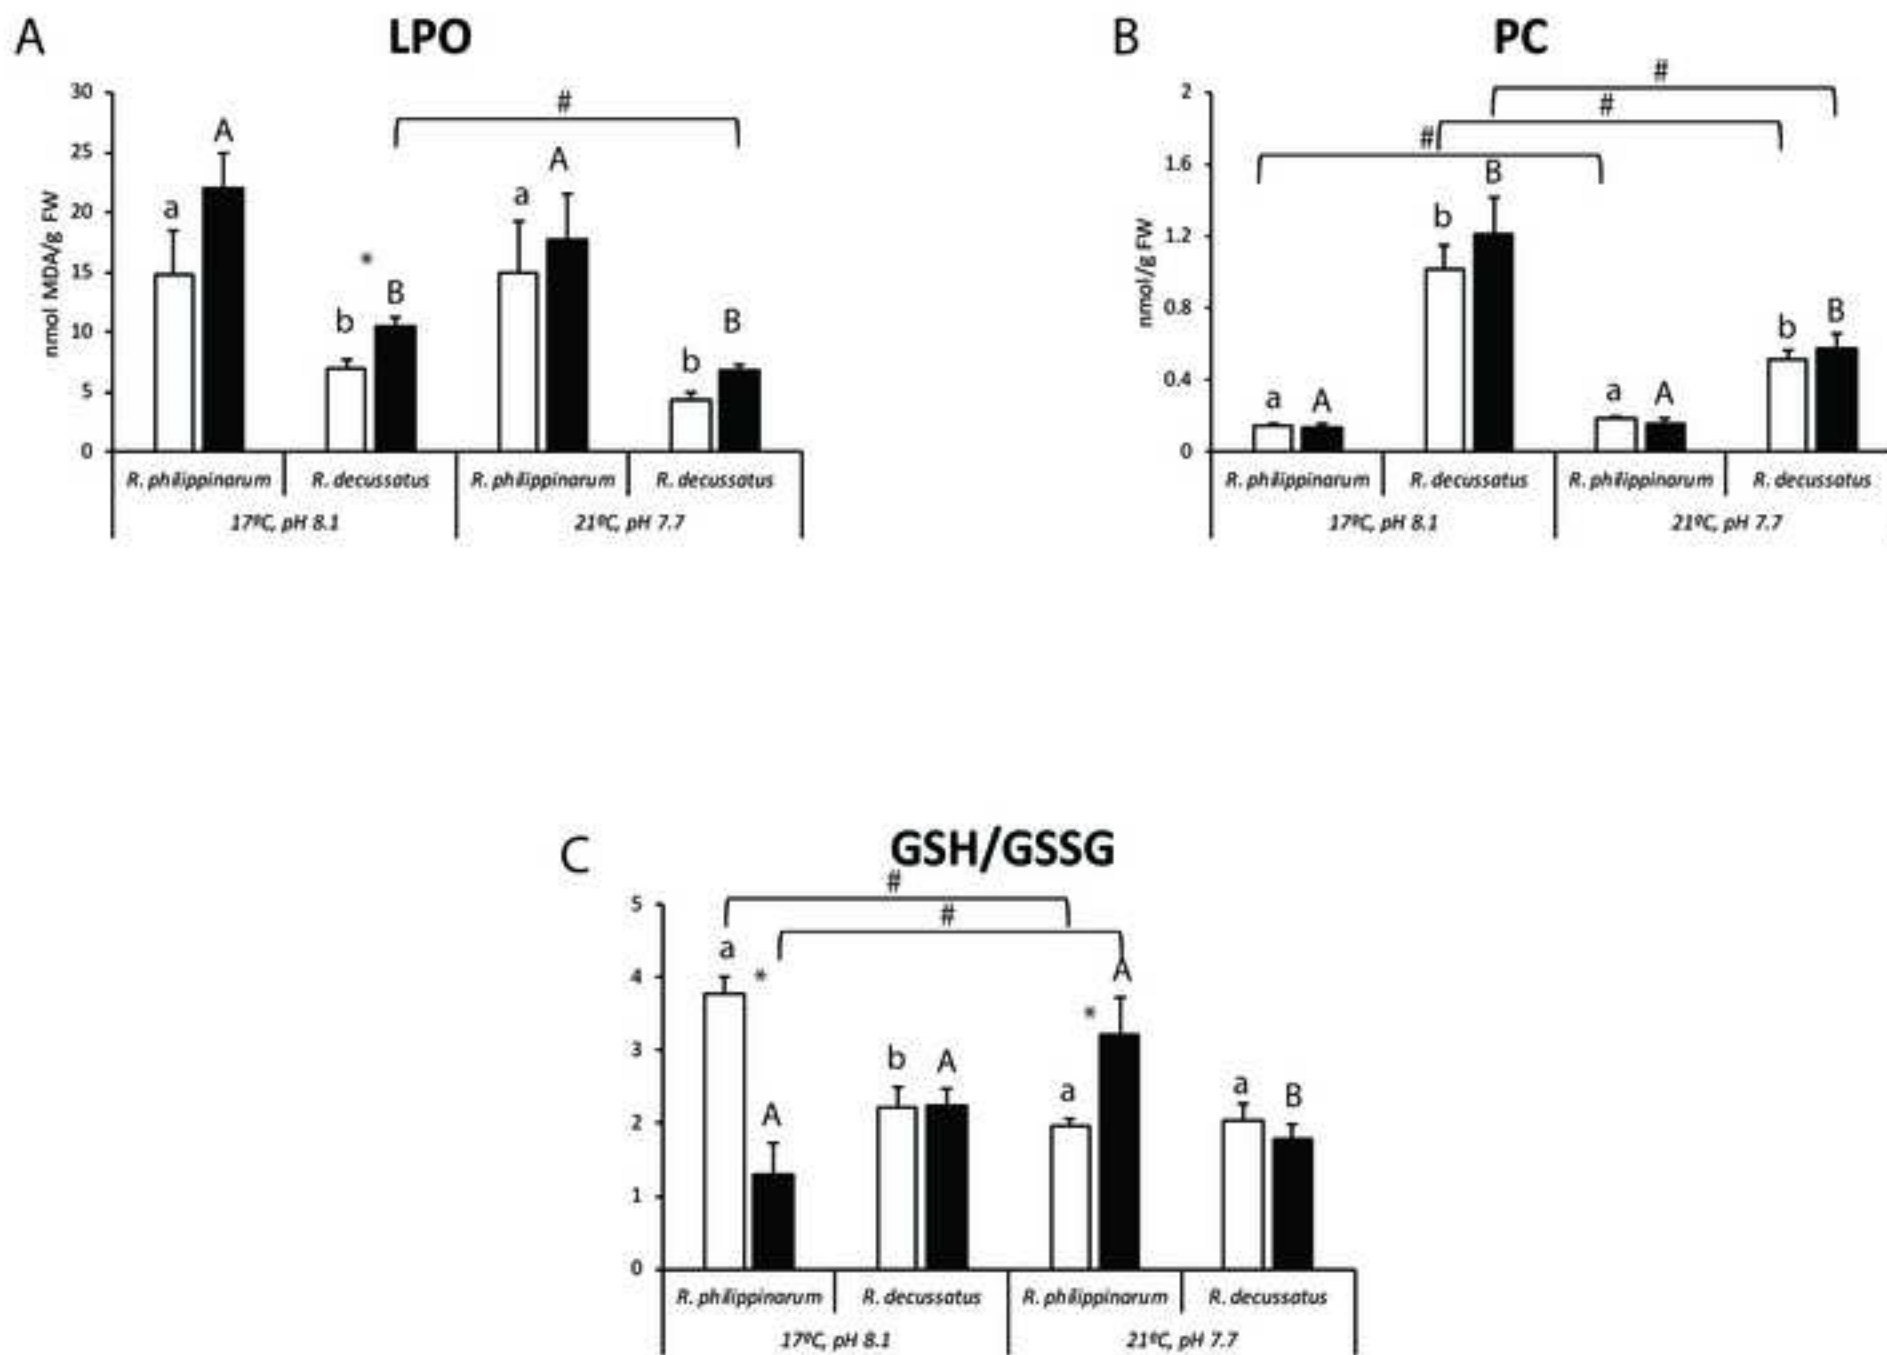 A LPO
nmol MDA/g FW
30
25
20
15
10
5
0
#
a A * b B a A b B
R. philippinarum R. decussatus R. philippinarum R. decussatus
17ºC, pH 8.1 21ºC, pH 7.7
B PC
nmol/g FW
2
1.6
1.2
0.8
0.4
0
#
#
#
a A b B a A b B
R. philippinarum R. decussatus R. philippinarum R. decussatus
17ºC, pH 8.1 21ºC, pH 7.7
C GSH/GSSG
5
4
3
2
1
0
#
#
a * A b A a * A a B
R. philippinarum R. decussatus R. philippinarum R. decussatus
17ºC, pH 8.1 21ºC, pH 7.7